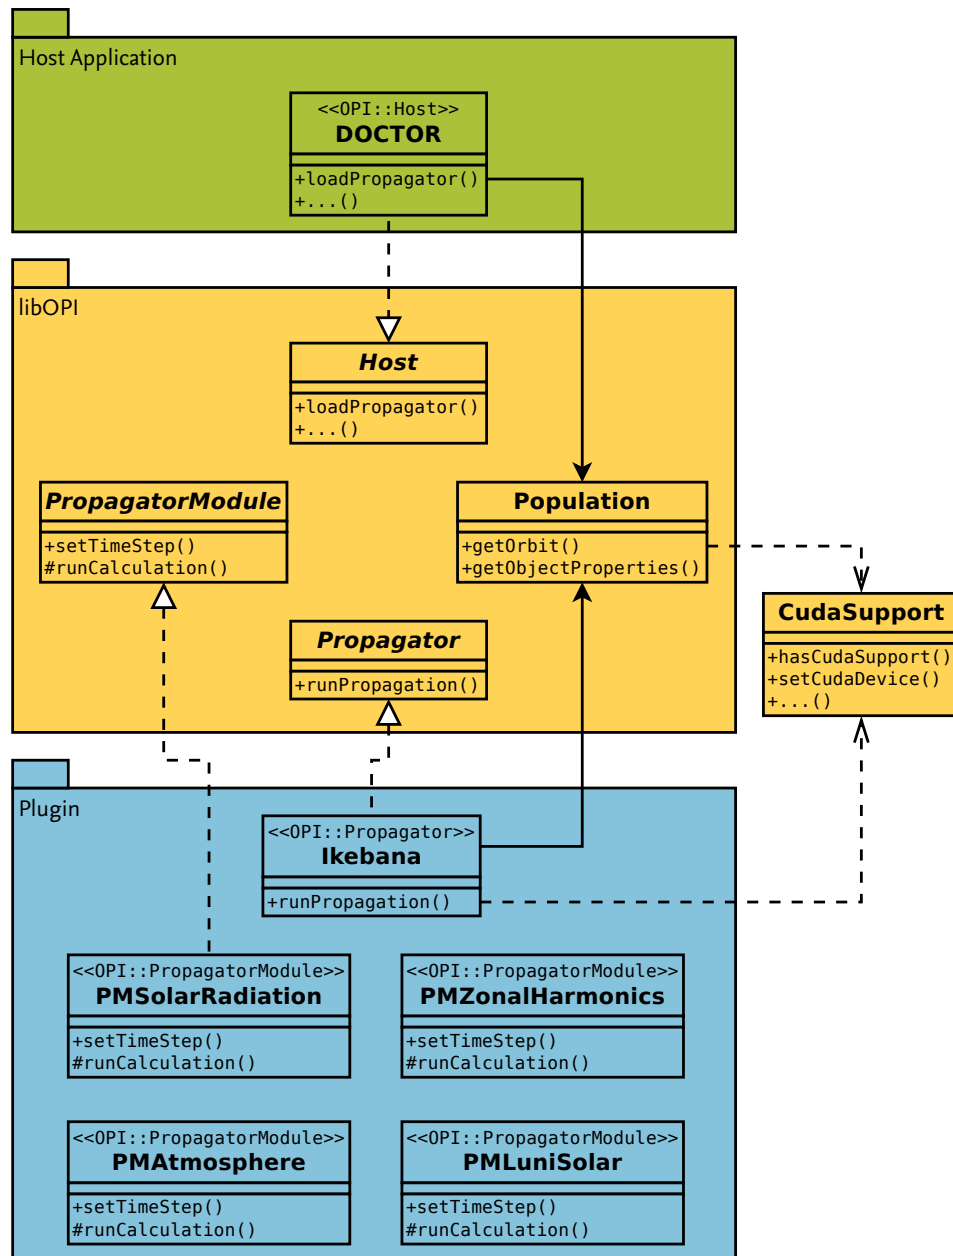 Host Application
<<OPI::Host>>
DOCTOR
+loadPropagator()
+...()
libOPI
Host
+loadPropagator()
+...()
PropagatorModule
+setTimeStep()
#runCalculation()
Population
+getOrbit()
+getObjectProperties()
CudaSupport
+hasCudaSupport()
+setCudaDevice()
+...()
Propagator
+runPropagation()
Plugin
<<OPI::Propagator>>
Ikebana
+runPropagation()
<<OPI::PropagatorModule>>
PMSolarRadiation
+setTimeStep()
#runCalculation()
<<OPI::PropagatorModule>>
PMZonalHarmonics
+setTimeStep()
#runCalculation()
<<OPI::PropagatorModule>>
PMAtmosphere
+setTimeStep()
#runCalculation()
<<OPI::PropagatorModule>>
PMLuniSolar
+setTimeStep()
#runCalculation()